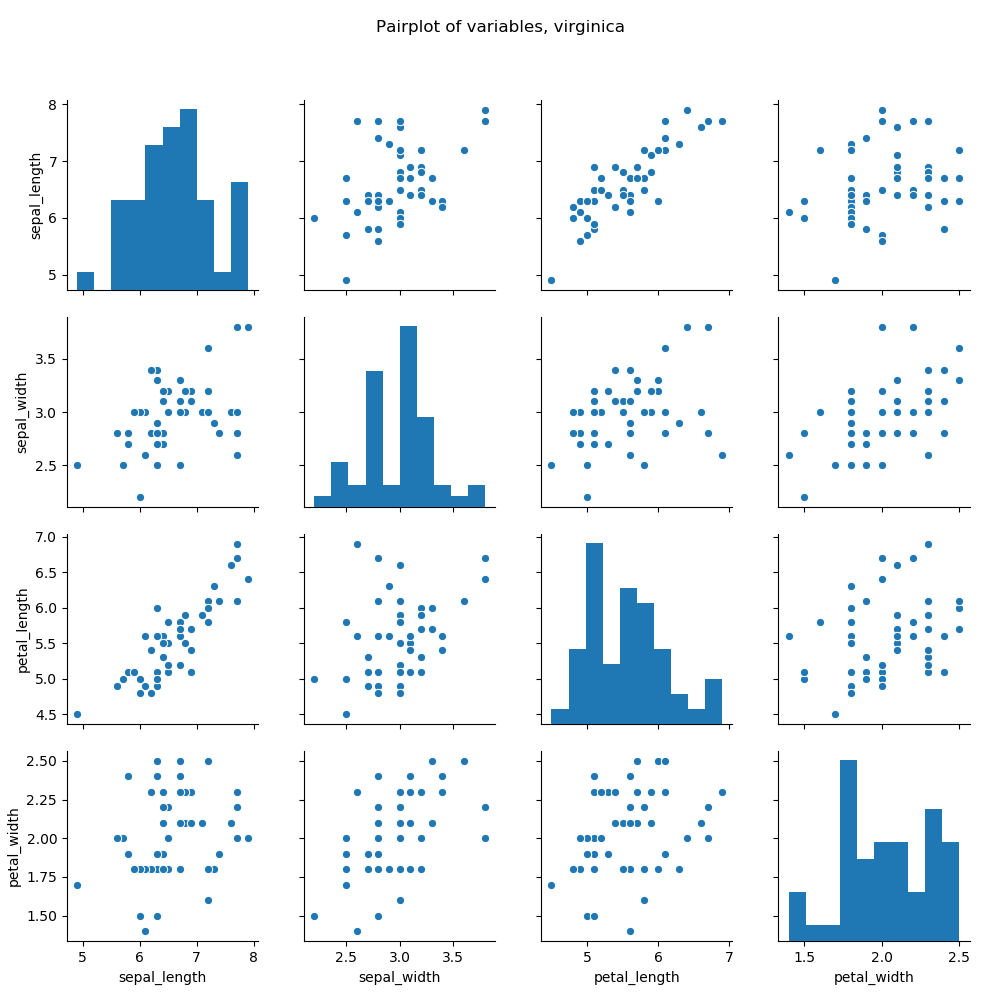 Pairplot of variables, virginica
8
7
6
5
sepal_length
3.5
3.0
2.5
sepal_width
7.0
6.5
6.0
5.5
5.0
4.5
petal_length
2.50
2.25
2.00
1.75
1.50
petal_width
5 6 7 8 2.5 3.0 3.5 5 6 7 1.5 2.0 2.5
sepal_length sepal_width petal_length petal_width